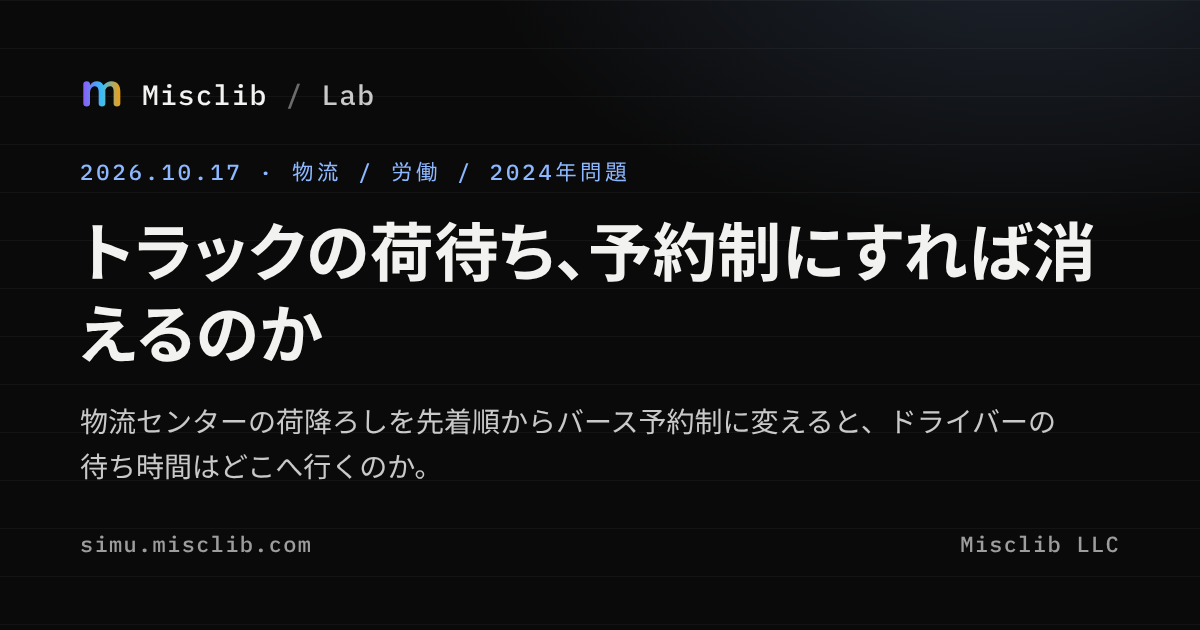 Misclib / Lab
2026.10.17 · 物流 / 労働 / 2024年問題
トラックの荷待ち、予約制にすれば消
えるのか
物流センターの荷降ろしを先着順からバース予約制に変えると、ドライバーの
待ち時間はどこへ行くのか。
simu.misclib.com
Misclib LLC